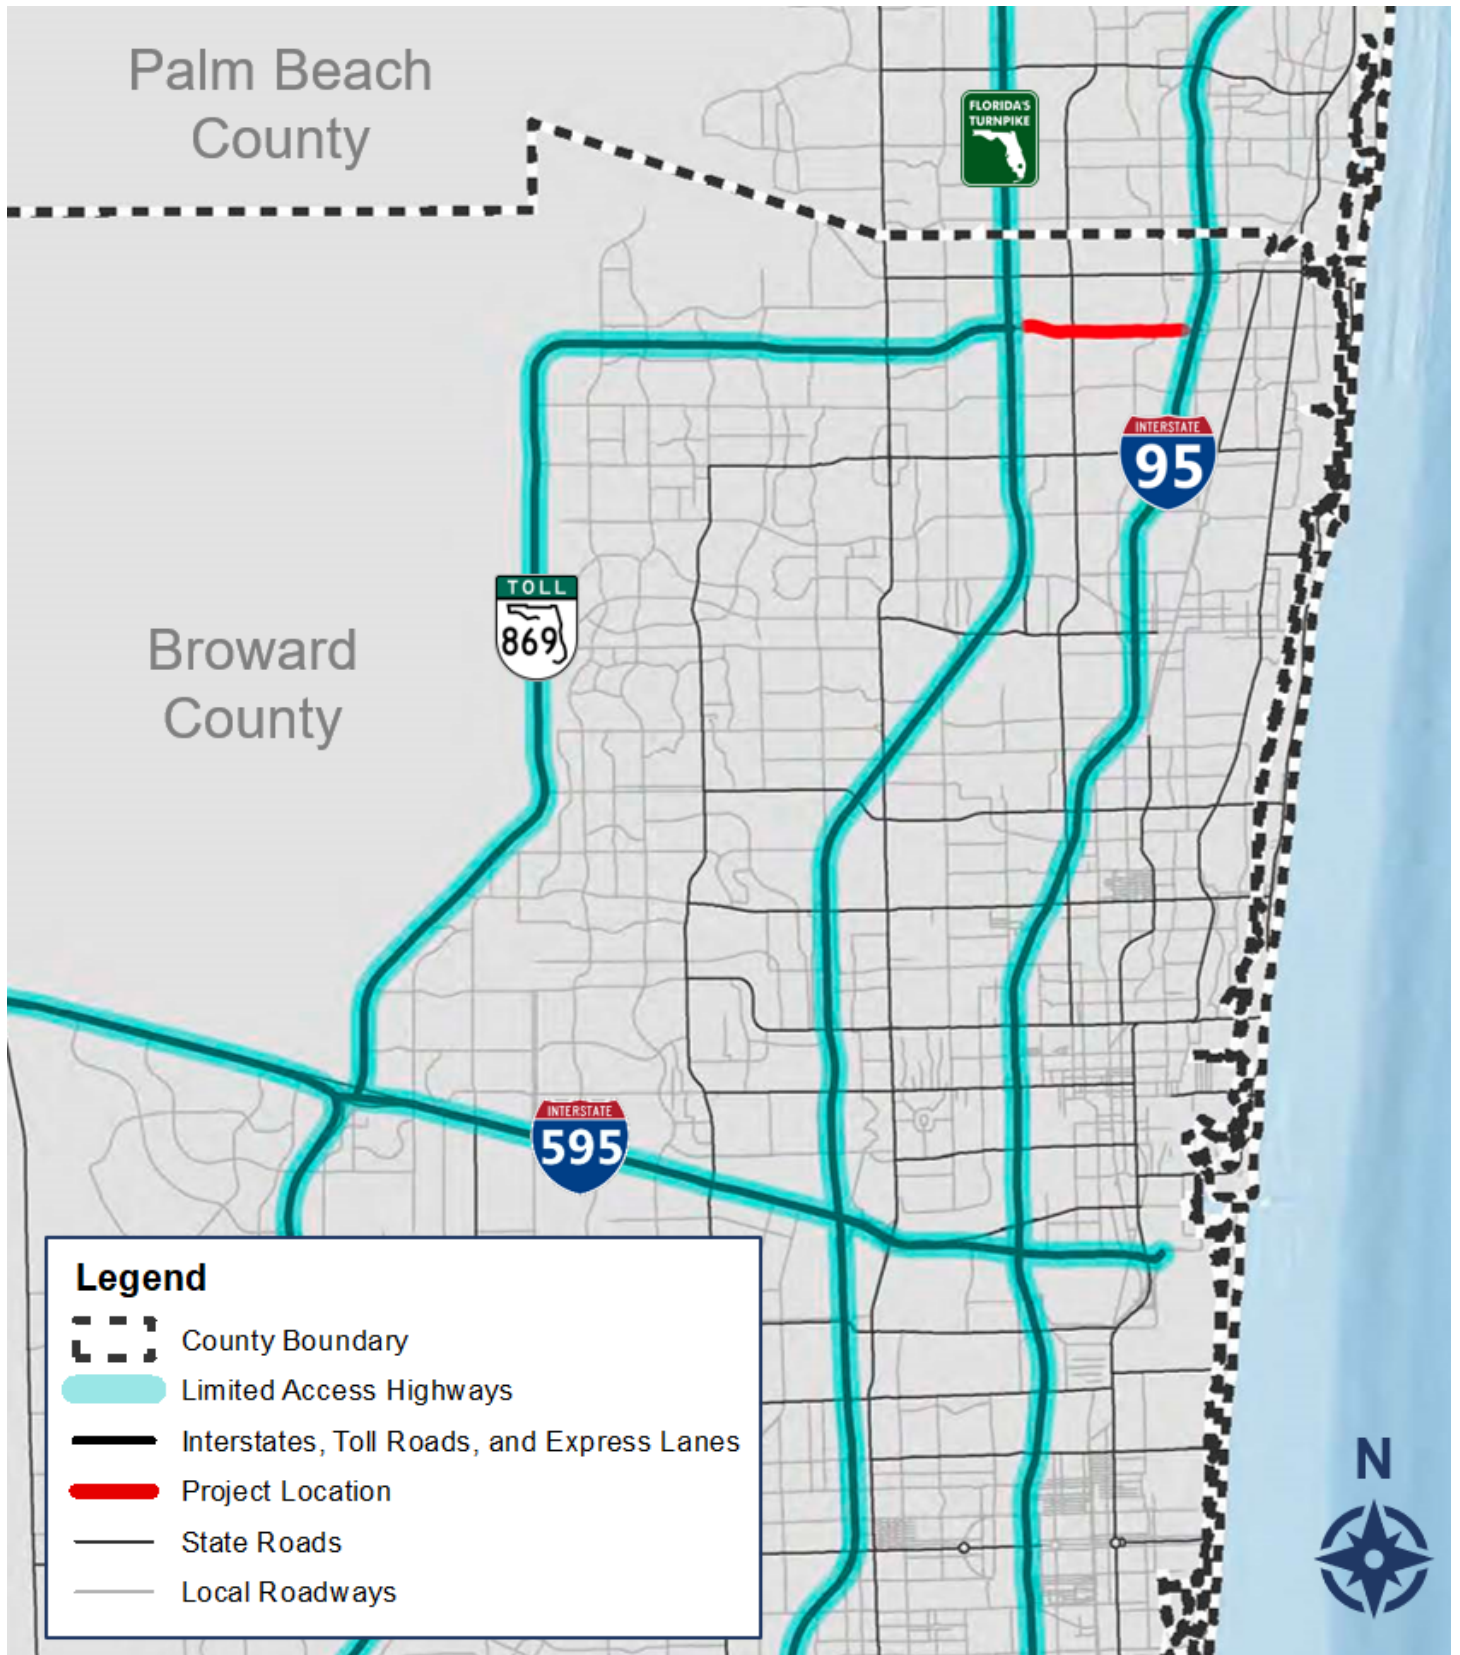 Palm Beach
County
FLORIDA'S
TURNPIKE
INTERSTATE
95
TOLL
869
Broward
County
INTERSTATE
595
Legend
County Boundary
Limited Access Highways
Interstates, Toll Roads, and Express Lanes
Project Location
State Roads
Local Roadways
N